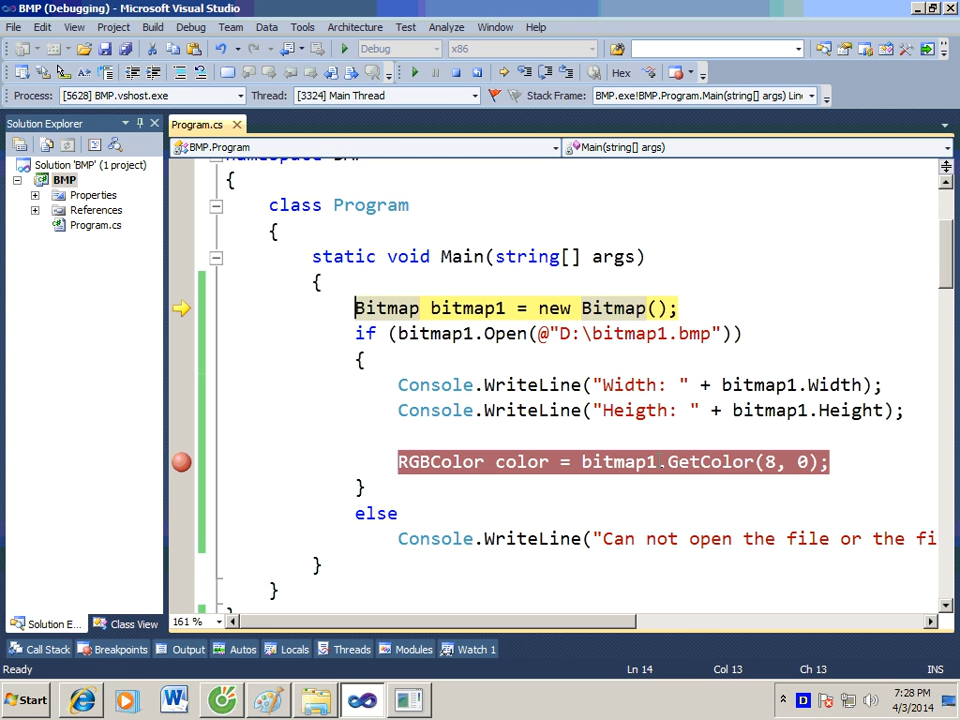 BMP (Debugging) - Microsoft Visual Studio
File Edit View Project Build Debug Team Data Tools Architecture Test Analyze Window Help
Debug x86
Hex
Process: [5628] BMP.vshost.exe Thread: [3324] Main Thread Stack Frame: BMP.exe!BMP.Program.Main(string[] args) Lin
Solution Explorer
Program.cs
BMP.Program Main(string[] args)
Solution 'BMP' (1 project)
BMP
Properties
References
Program.cs
{
class Program
{
static void Main(string[] args)
{
Bitmap bitmap1 = new Bitmap();
if (bitmap1.Open(@"D:\bitmap1.bmp"))
{
Console.WriteLine("Width: " + bitmap1.Width);
Console.WriteLine("Heigth: " + bitmap1.Height);
RGBColor color = bitmap1.GetColor(8, 0);
}
else
Console.WriteLine("Can not open the file or the fi
}
}
161 %
Solution E... Class View
Call Stack Breakpoints Output Autos Locals Threads Modules Watch 1
Ready Ln 14 Col 13 Ch 13 INS
Start
D
7:28 PM
4/3/2014